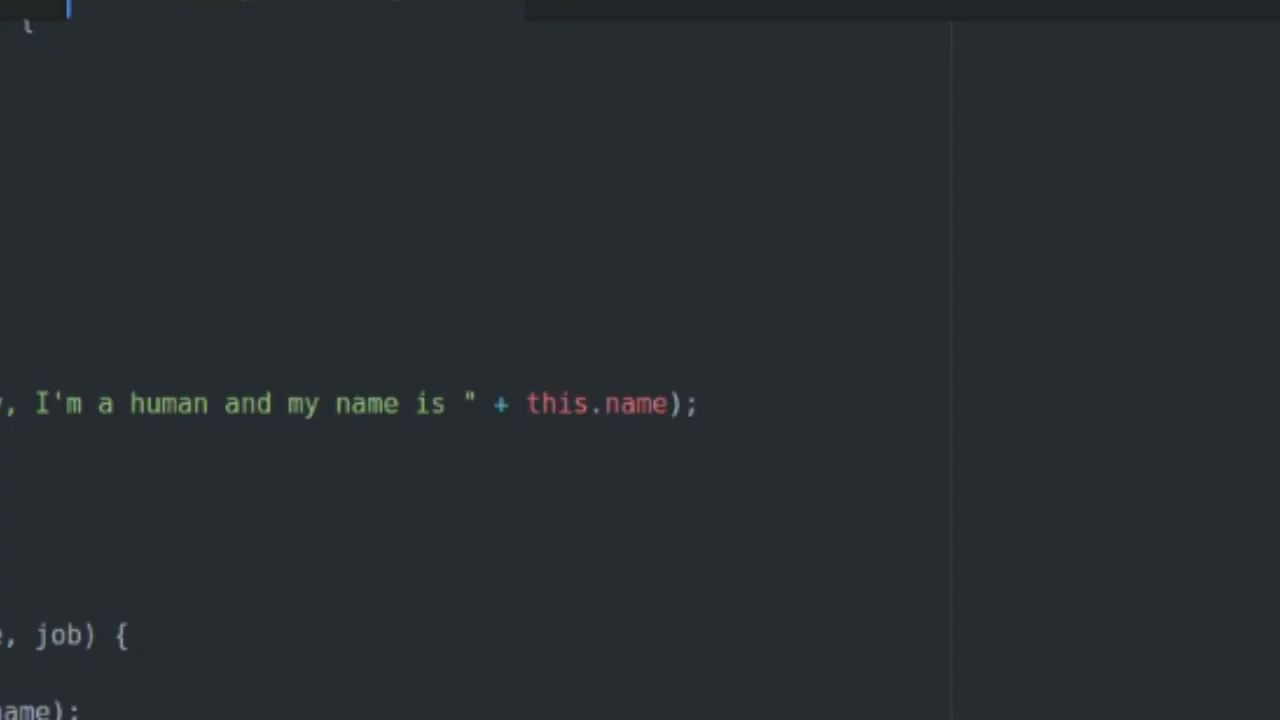 {
, I'm a human and my name is " + this.name);
, job) {
name);